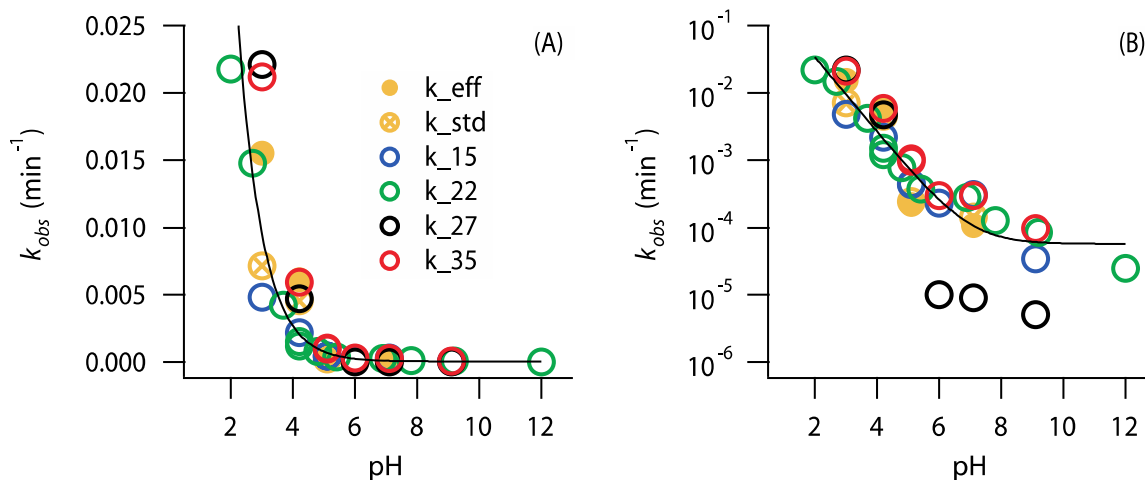 (A)
k_obs (min⁻¹)
0.025
0.020
0.015
0.010
0.005
0.000
k_eff
k_std
k_15
k_22
k_27
k_35
2 4 6 8 10 12
pH
(B)
k_obs (min⁻¹)
10⁻¹
10⁻²
10⁻³
10⁻⁴
10⁻⁵
10⁻⁶
2 4 6 8 10 12
pH